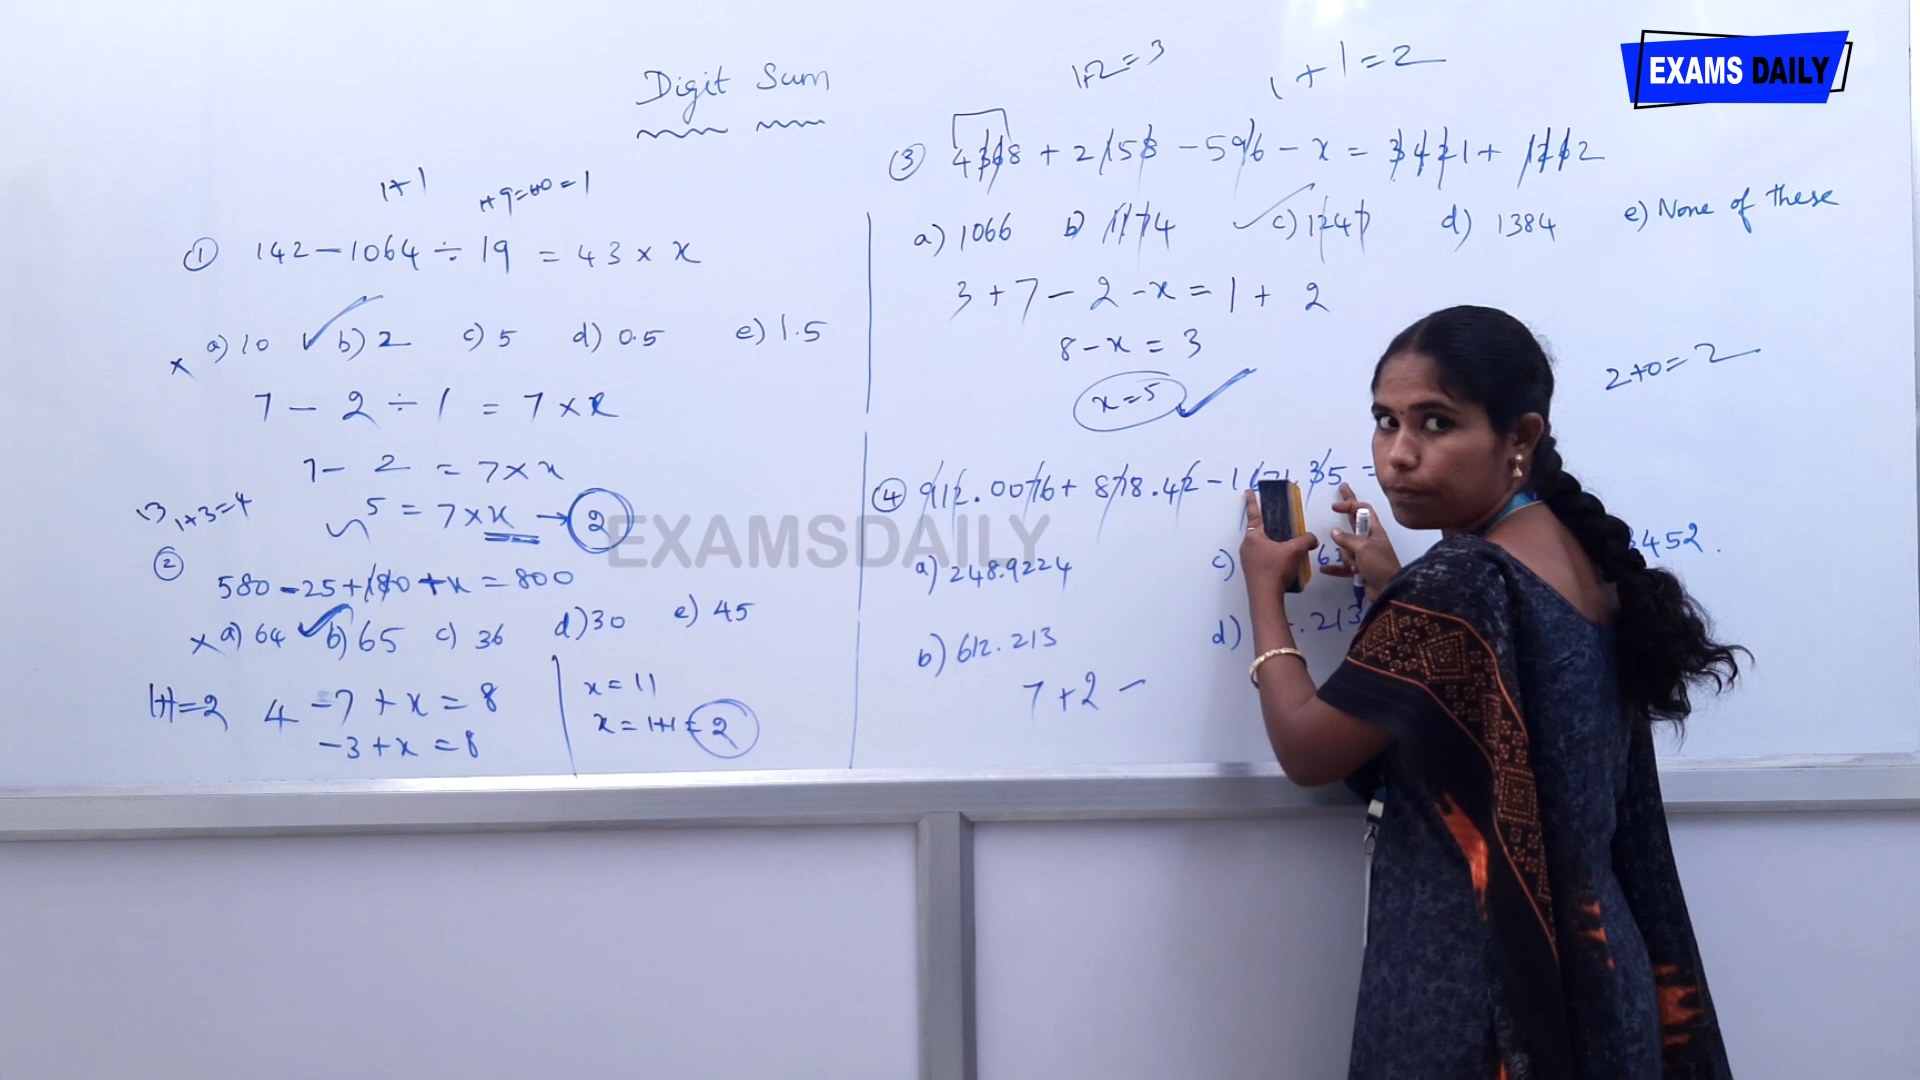 EXAMS DAILY
Digit Sum
1+1
1+9=10=1
① 142-1064÷19 = 43 x x
a) 10 b) 2 c) 5 d) 0.5 e) 1.5
x
7 - 2 ÷ 1 = 7 x x
7 - 2 = 7 x x
5 = 7 x x → 2
13 1+3=4
② 580-25+180+x=800
x a) 64 b) 65 c) 36 d) 30 e) 45
1+1=2 4 -7 + x = 8
-3 + x = 8
x = 11
x = 1+1 = 2
1+2=3
1+1=2
③ 4368 + 2158 - 596 - x = 3421 + 1262
a) 1066 b) 1174 c) 1247 d) 1384 e) None of these
3 + 7 - 2 - x = 1 + 2
8 - x = 3
x = 5
2+0=2
④ 912.0076 + 878.42 - 35 =
a) 248.9224 c) 452.
b) 612.213 d) .213
7 + 2 -
EXAMSDAILY